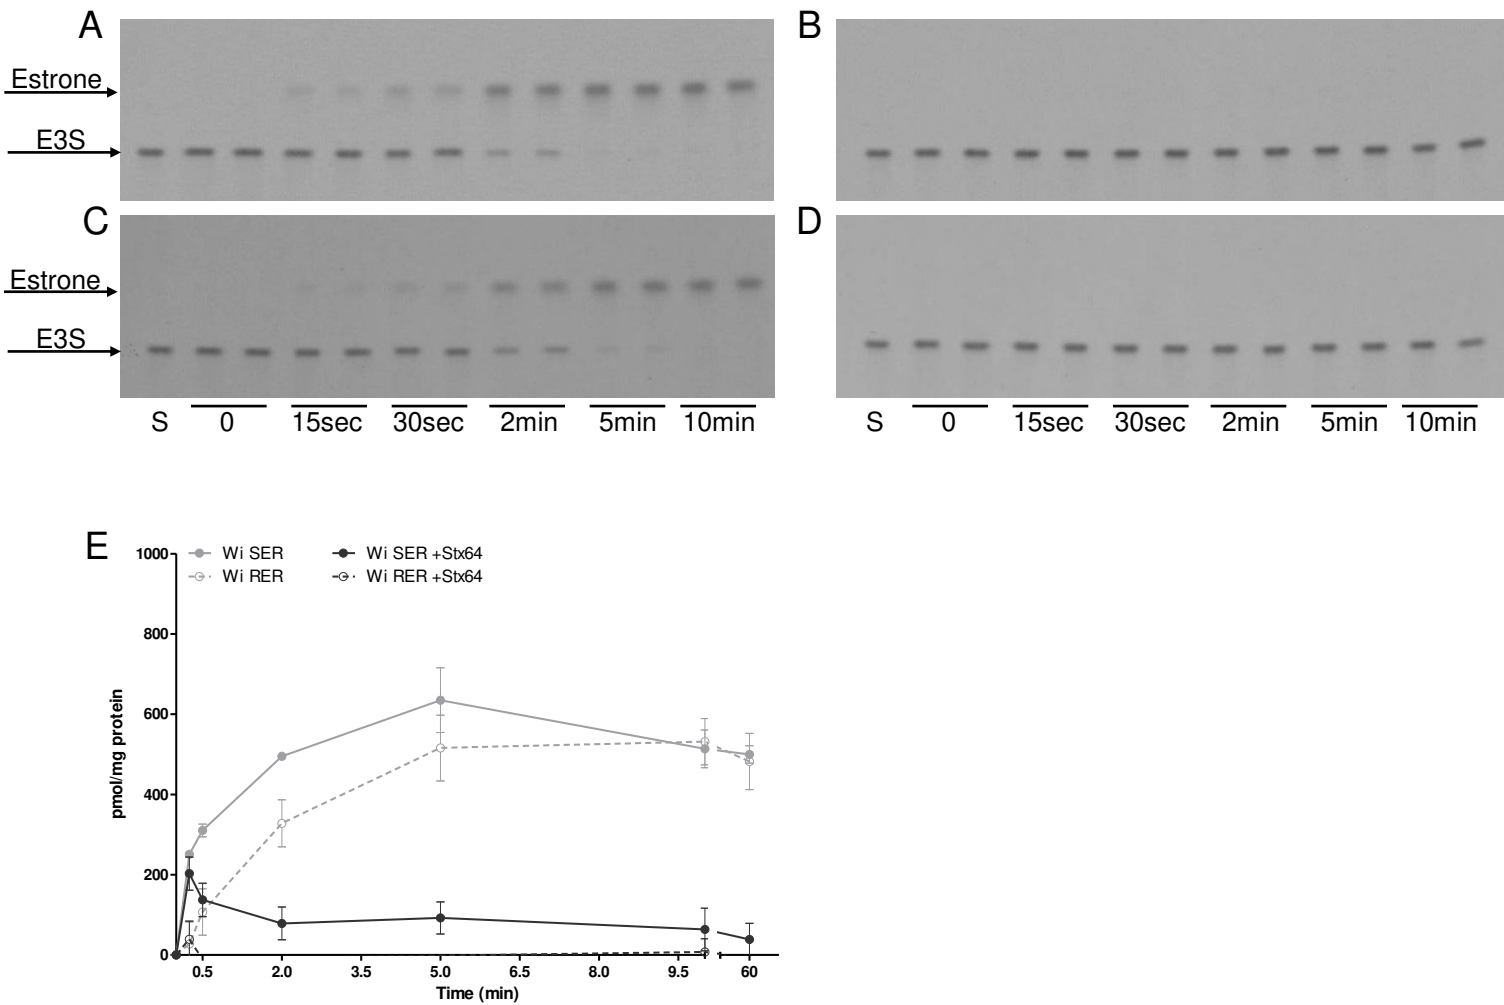 A
B
Estrone
E3S
C
D
Estrone
E3S
S 0 15sec 30sec 2min 5min 10min
S 0 15sec 30sec 2min 5min 10min
E
1000
Wi SER
Wi SER +Stx64
Wi RER
Wi RER +Stx64
800
600
400
200
0
pmol/mg protein
0.5 2.0 3.5 5.0 6.5 8.0 9.5 60
Time (min)